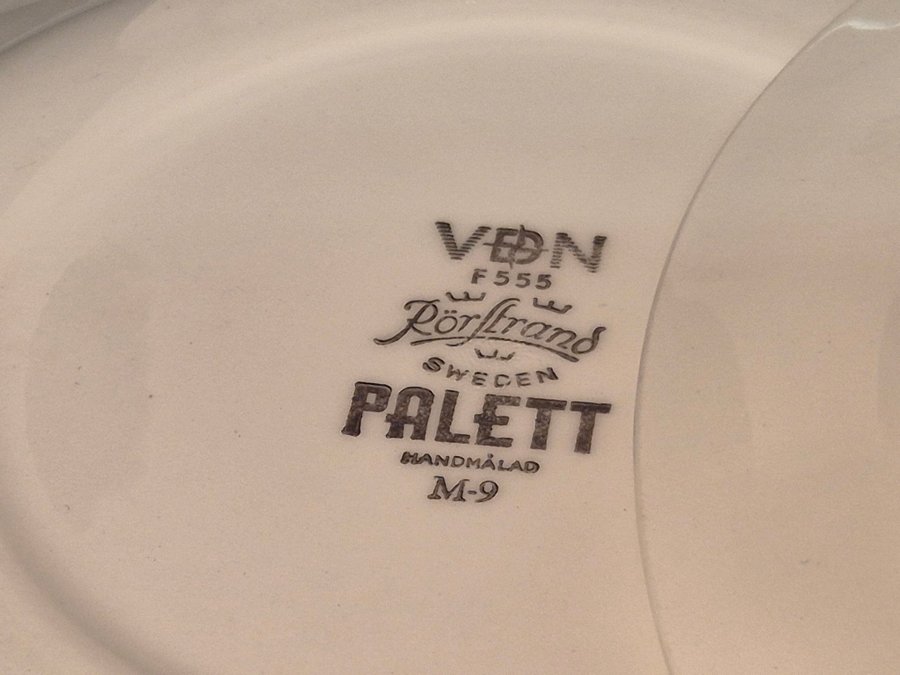 VDN
F555
Rörstrand
SWEDEN
PALETT
HANDMÅLAD
M-9